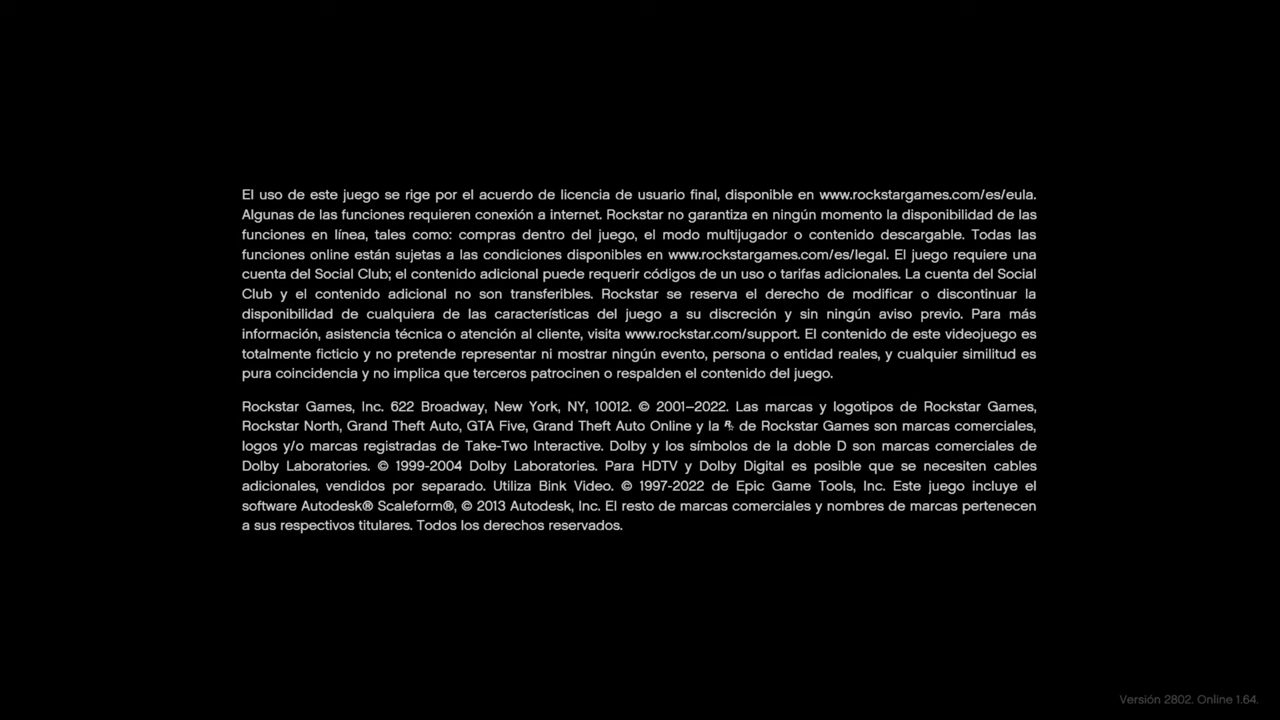 El uso de este juego se rige por el acuerdo de licencia de usuario final, disponible en www.rockstargames.com/es/eula.
Algunas de las funciones requieren conexión a internet. Rockstar no garantiza en ningún momento la disponibilidad de las
funciones en línea, tales como: compras dentro del juego, el modo multijugador o contenido descargable. Todas las
funciones online están sujetas a las condiciones disponibles en www.rockstargames.com/es/legal. El juego requiere una
cuenta del Social Club; el contenido adicional puede requerir códigos de un uso o tarifas adicionales. La cuenta del Social
Club y el contenido adicional no son transferibles. Rockstar se reserva el derecho de modificar o discontinuar la
disponibilidad de cualquiera de las características del juego a su discreción y sin ningún aviso previo. Para más
información, asistencia técnica o atención al cliente, visita www.rockstar.com/support. El contenido de este videojuego es
totalmente ficticio y no pretende representar ni mostrar ningún evento, persona o entidad reales, y cualquier similitud es
pura coincidencia y no implica que terceros patrocinen o respalden el contenido del juego.
Rockstar Games, Inc. 622 Broadway, New York, NY, 10012. © 2001–2022. Las marcas y logotipos de Rockstar Games,
Rockstar North, Grand Theft Auto, GTA Five, Grand Theft Auto Online y la R* de Rockstar Games son marcas comerciales,
logos y/o marcas registradas de Take-Two Interactive. Dolby y los símbolos de la doble D son marcas comerciales de
Dolby Laboratories. © 1999-2004 Dolby Laboratories. Para HDTV y Dolby Digital es posible que se necesiten cables
adicionales, vendidos por separado. Utiliza Bink Video. © 1997-2022 de Epic Game Tools, Inc. Este juego incluye el
software Autodesk® Scaleform®, © 2013 Autodesk, Inc. El resto de marcas comerciales y nombres de marcas pertenecen
a sus respectivos titulares. Todos los derechos reservados.
Versión 2802. Online 1.64.